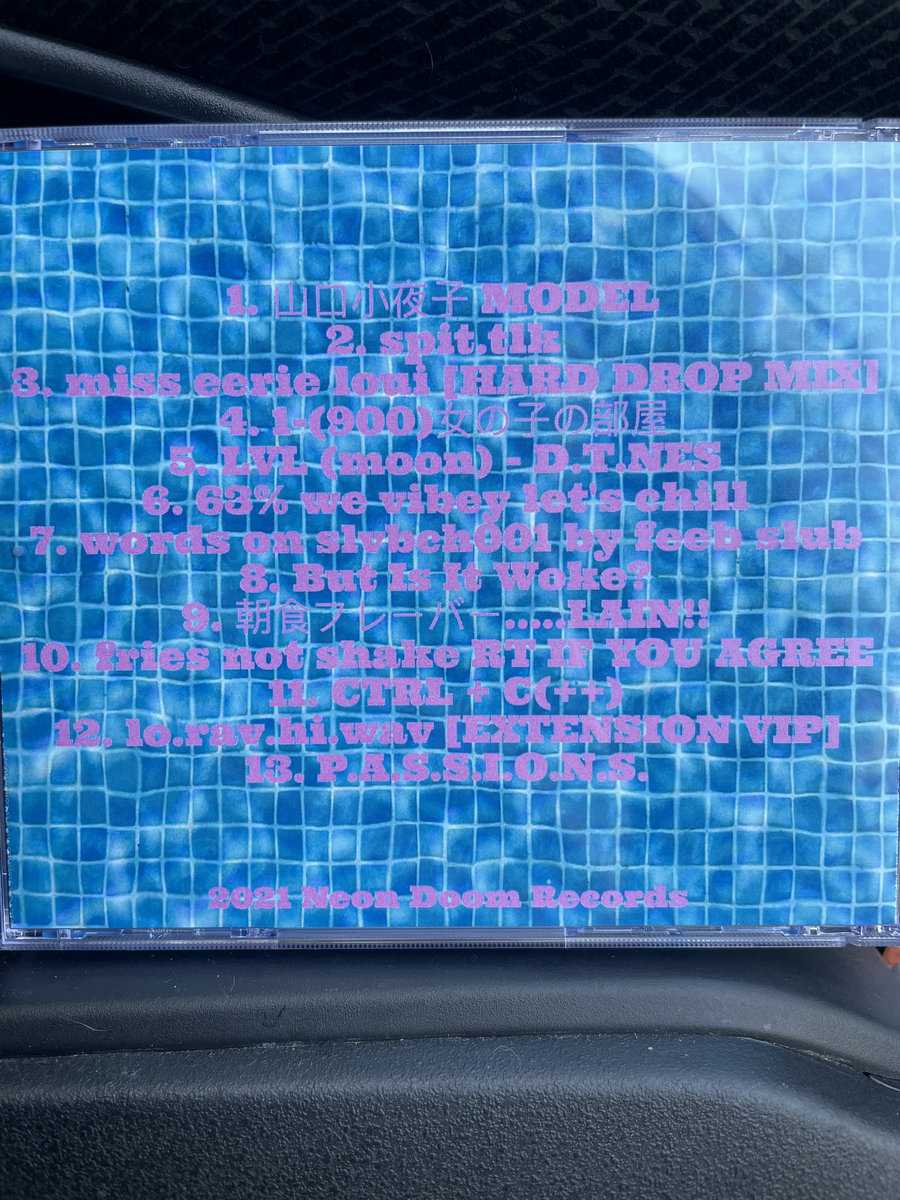 1. 山口小夜子 MODEL
2. spit.tlk
3. miss eerie loui [HARD DROP MIX]
4. 1-(900)女の子の部屋
5. LVL (moon) - D.T.NES
6. 63% we vibey let's chill
7. words on slvbch001 by feeb slub
8. But Is It Woke?
9. 朝食フレーバー.....LAIN!!
10. fries not shake RT IF YOU AGREE
11. CTRL + C(++)
12. lo.rav.hi.wav [EXTENSION VIP]
13. P.A.S.S.I.O.N.S.
2021 Neon Doom Records